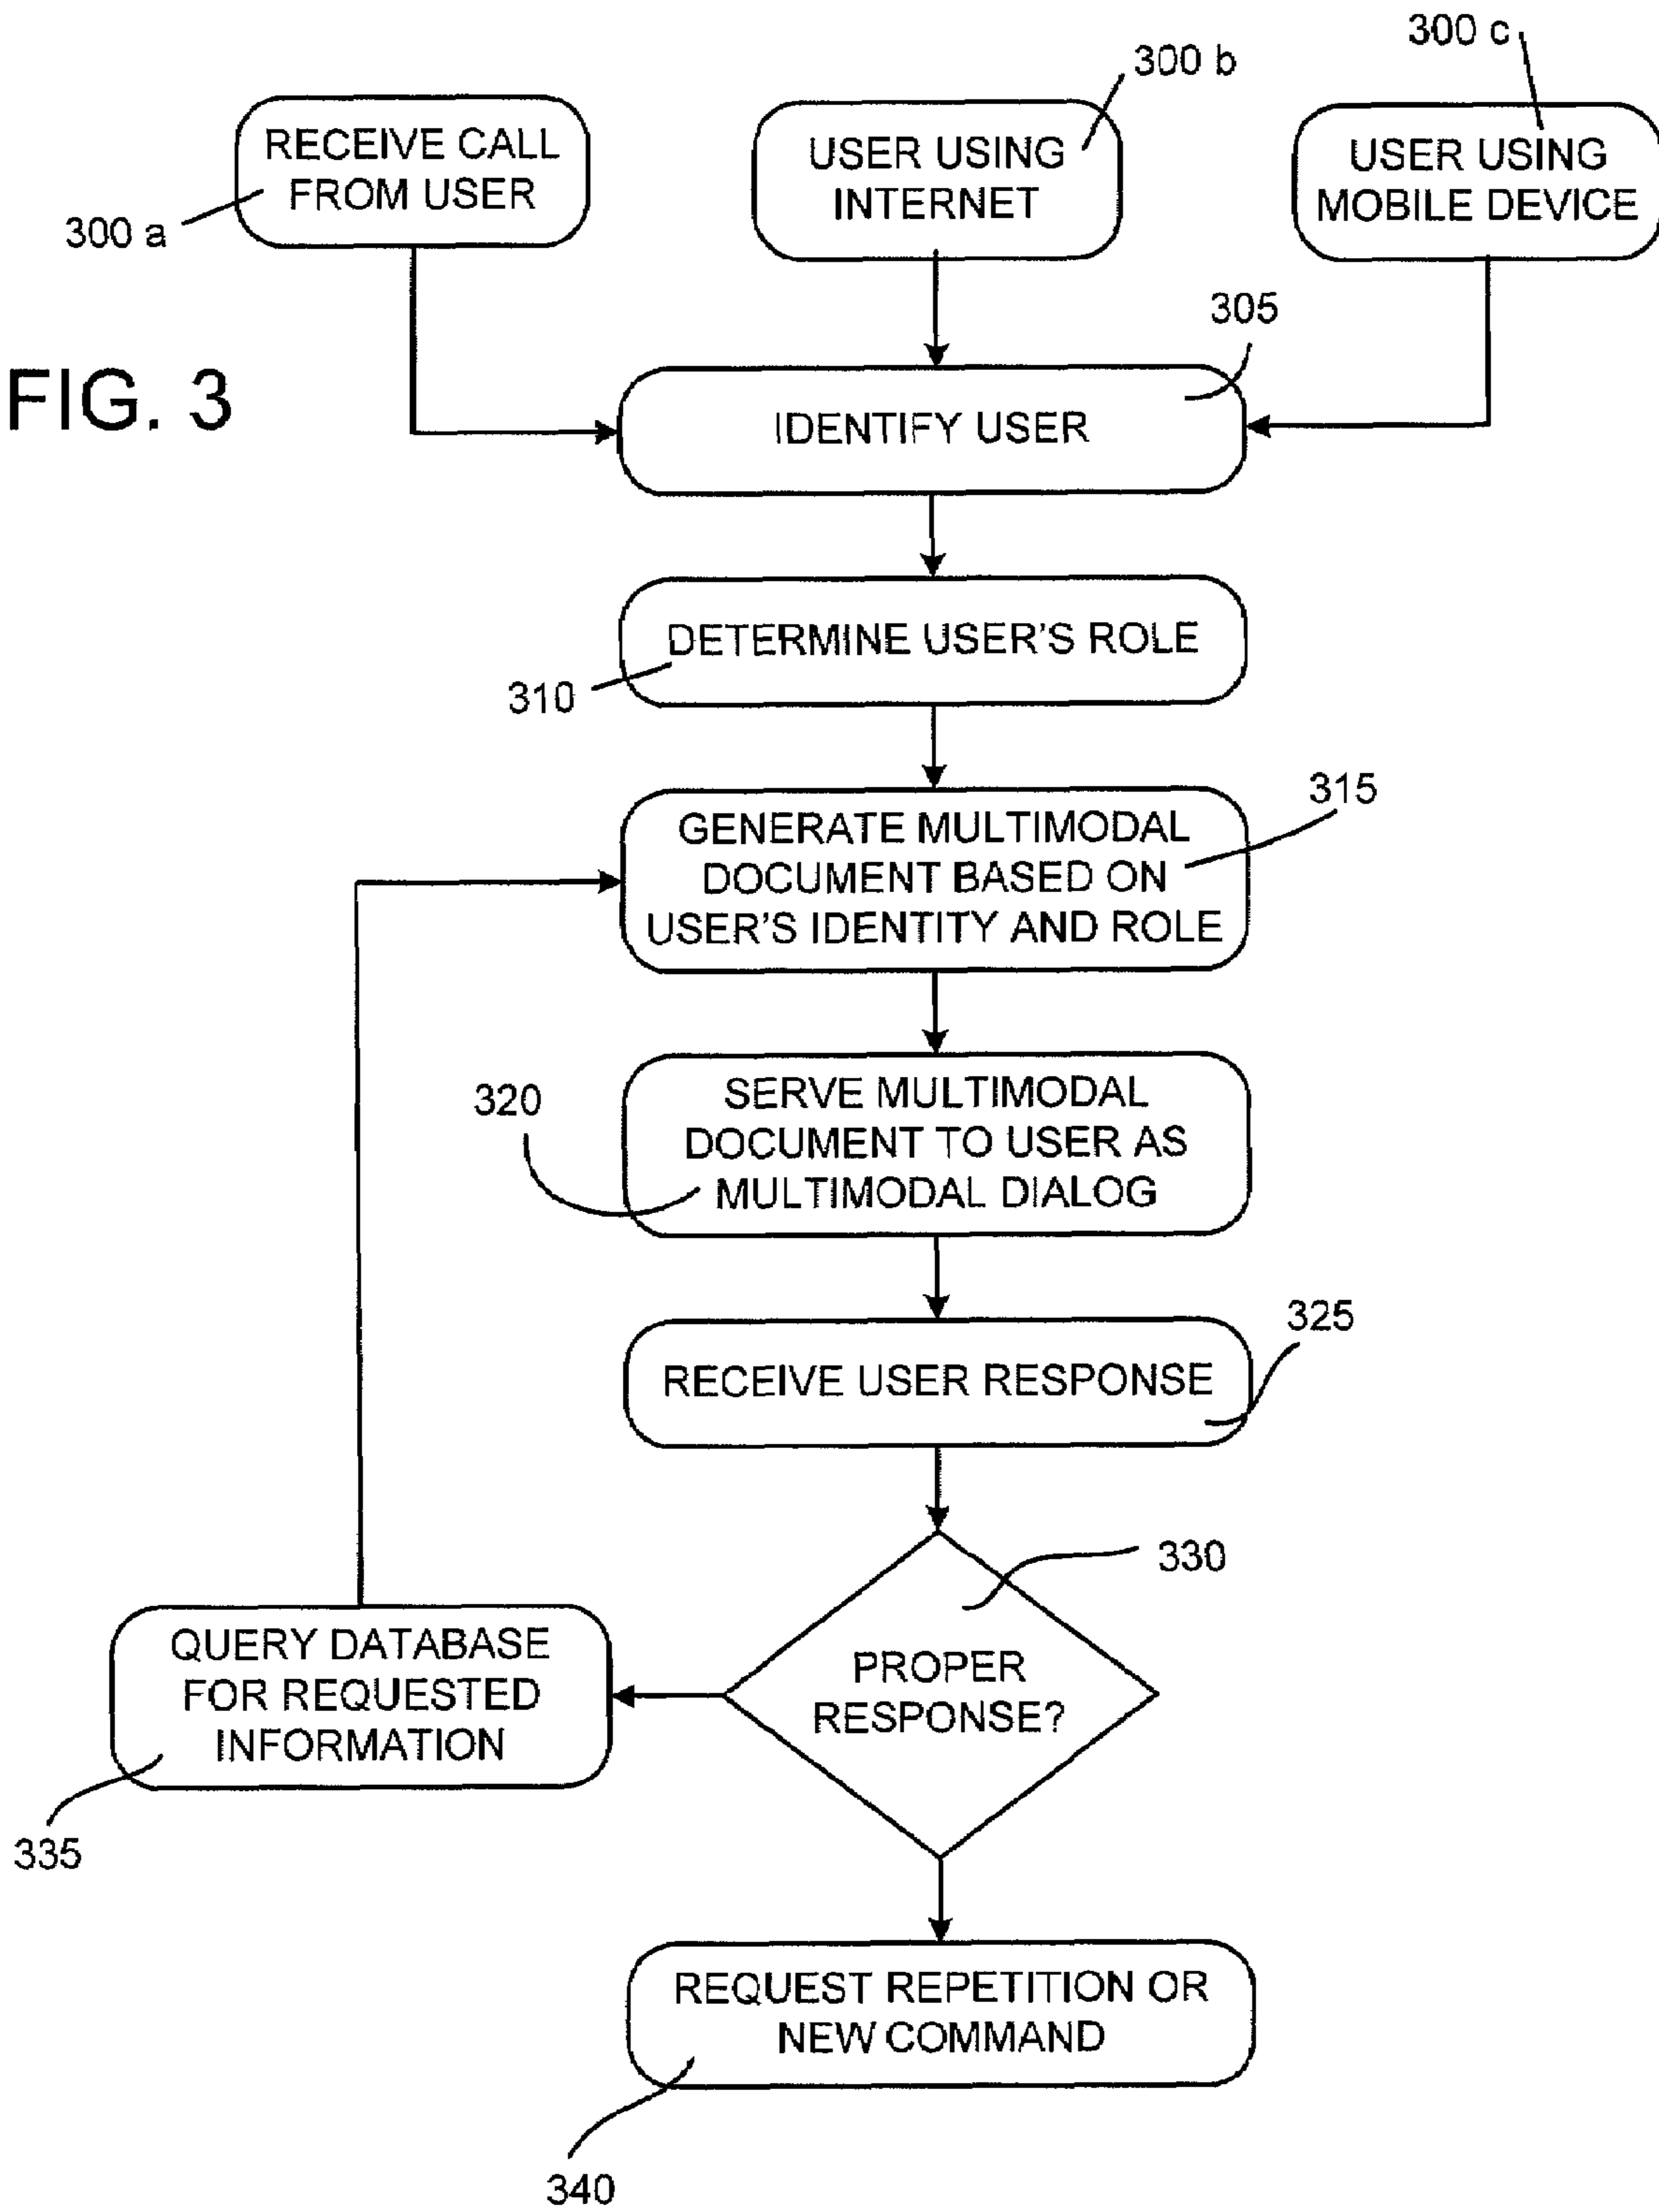 300 c
300 b
RECEIVE CALL
FROM USER
300 a
USER USING
INTERNET
USER USING
MOBILE DEVICE
305
FIG. 3
IDENTIFY USER
DETERMINE USER'S ROLE
310
315
GENERATE MULTIMODAL
DOCUMENT BASED ON
USER'S IDENTITY AND ROLE
320
SERVE MULTIMODAL
DOCUMENT TO USER AS
MULTIMODAL DIALOG
325
RECEIVE USER RESPONSE
330
PROPER
RESPONSE?
QUERY DATABASE
FOR REQUESTED
INFORMATION
335
REQUEST REPETITION OR
NEW COMMAND
340